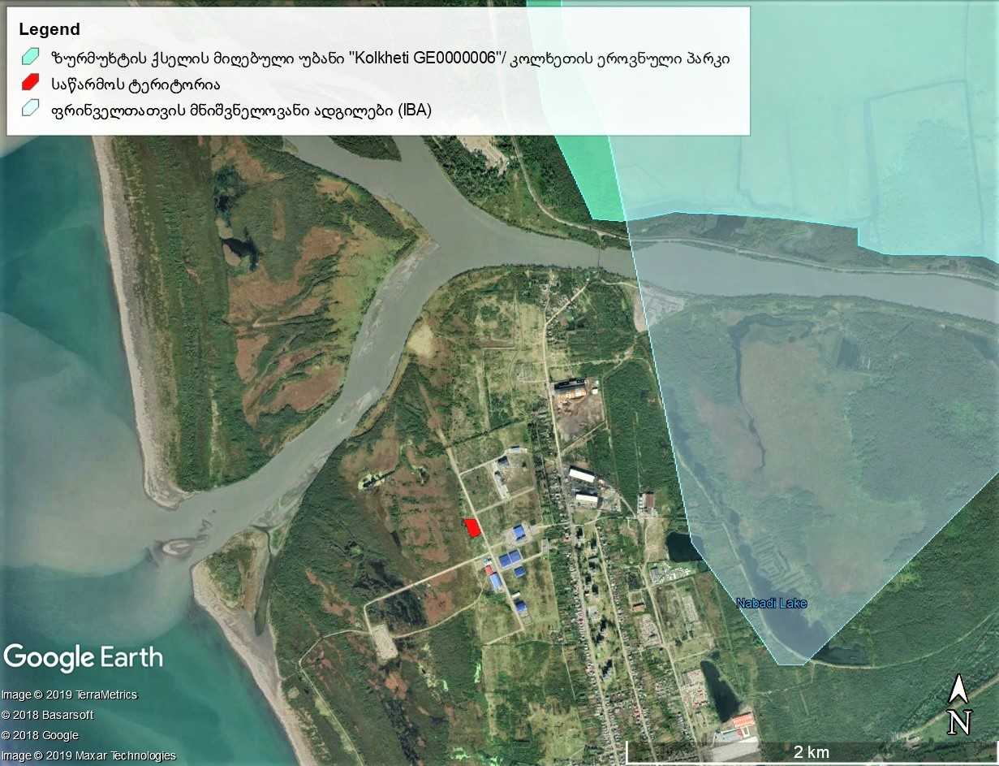 Legend
ზურმუხტის ქსელის მიღებული უბანი "Kolkheti GE0000006"/ კოლხეთის ეროვნული პარკი
საწარმოს ტერიტორია
ფრინველთათვის მნიშვნელოვანი ადგილები (IBA)
Nabadi Lake
Google Earth
Image © 2019 TerraMetrics
© 2018 Basarsoft
© 2018 Google
Image © 2019 Maxar Technologies
N
2 km